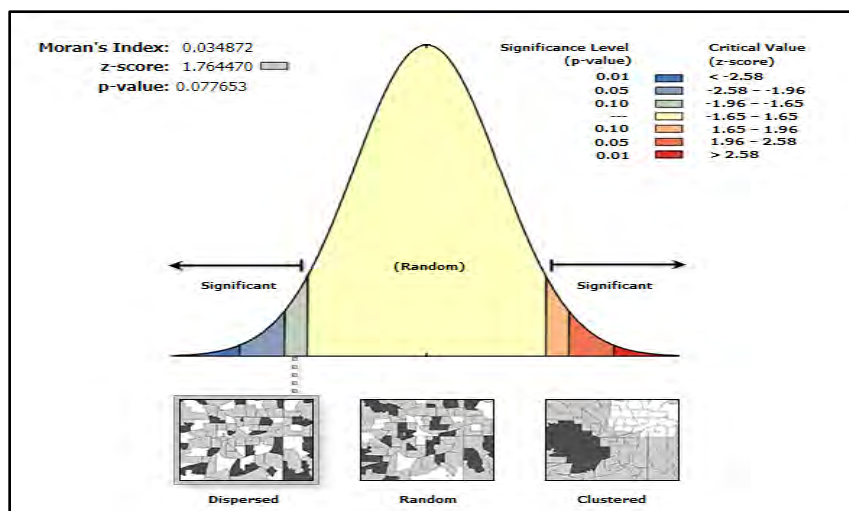 Moran's Index: 0.034872
z-score: 1.764470
p-value: 0.077653
Significance Level
(p-value)
Critical Value
(z-score)
0.01 < -2.58
0.05 -2.58 – -1.96
0.10 -1.96 – -1.65
--- -1.65 – 1.65
0.10 1.65 – 1.96
0.05 1.96 – 2.58
0.01 > 2.58
(Random)
Significant
Significant
Dispersed
Random
Clustered